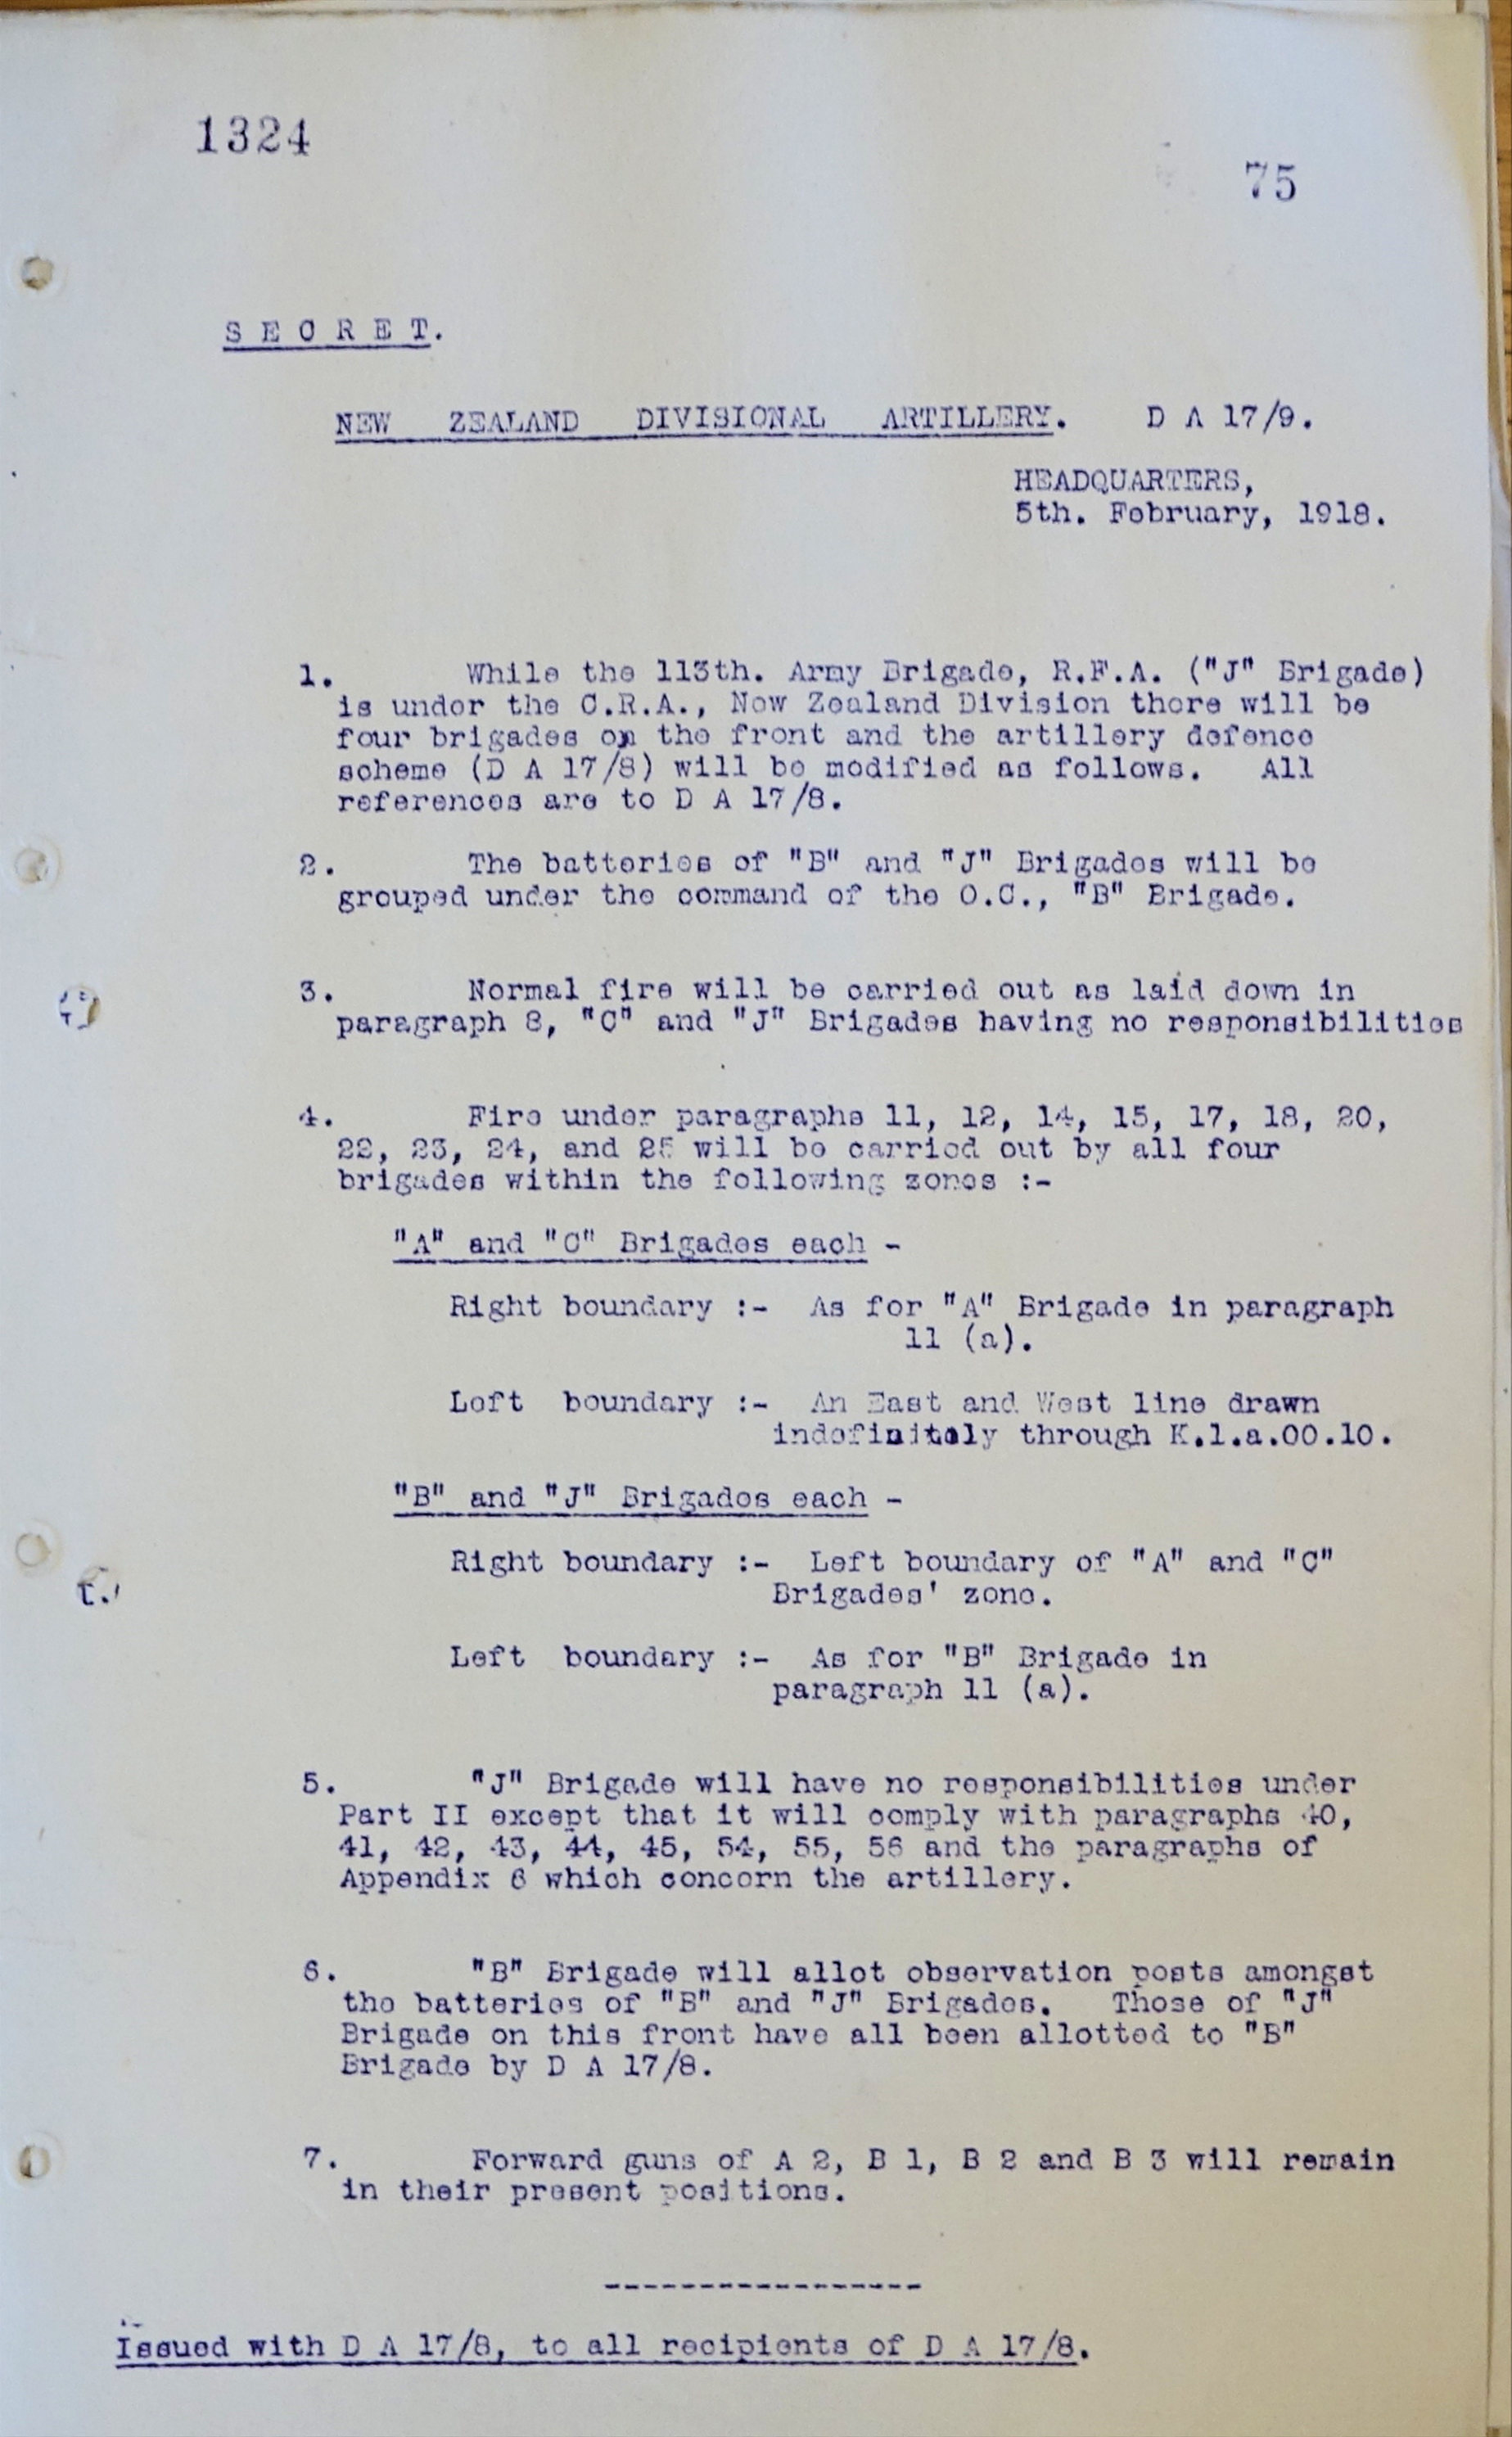 1324
75
S E C R E T.
NEW ZEALAND DIVISIONAL ARTILLERY. D A 17/9.
HEADQUARTERS,
5th. February, 1918.
1. While the 113th. Army Brigade, R.F.A. ("J" Brigade)
is under the C.R.A., New Zealand Division there will be
four brigades on the front and the artillery defence
scheme (D A 17/8) will be modified as follows. All
references are to D A 17/8.
2. The batteries of "B" and "J" Brigades will be
grouped under the command of the O.C., "B" Brigade.
3. Normal fire will be carried out as laid down in
paragraph 8, "C" and "J" Brigades having no responsibilities
4. Fire under paragraphs 11, 12, 14, 15, 17, 18, 20,
22, 23, 24, and 25 will be carried out by all four
brigades within the following zones :-
"A" and "C" Brigades each -
Right boundary :- As for "A" Brigade in paragraph
11 (a).
Left boundary :- An East and West line drawn
indefinitely through K.1.a.00.10.
"B" and "J" Brigades each -
Right boundary :- Left boundary of "A" and "C"
Brigades' zone.
Left boundary :- As for "B" Brigade in
paragraph 11 (a).
5. "J" Brigade will have no responsibilities under
Part II except that it will comply with paragraphs 40,
41, 42, 43, 44, 45, 54, 55, 56 and the paragraphs of
Appendix 6 which concern the artillery.
6. "B" Brigade will allot observation posts amongst
the batteries of "B" and "J" Brigades. Those of "J"
Brigade on this front have all been allotted to "B"
Brigade by D A 17/8.
7. Forward guns of A 2, B 1, B 2 and B 3 will remain
in their present positions.
-----------------
Issued with D A 17/8, to all recipients of D A 17/8.